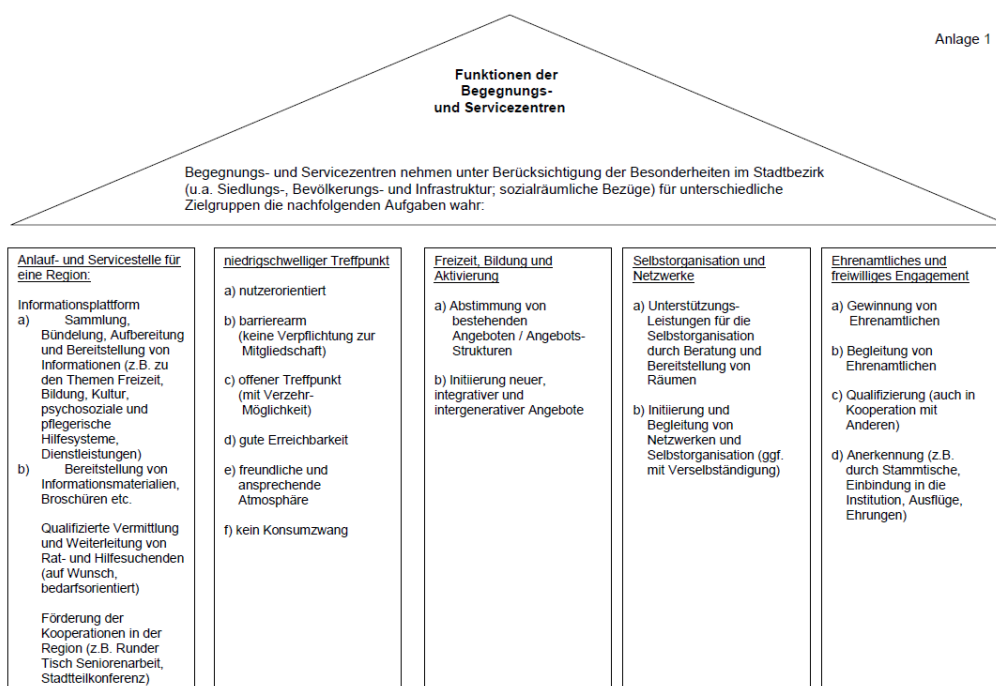 Anlage 1
Funktionen der
Begegnungs-
und Servicezentren
Begegnungs- und Servicezentren nehmen unter Berücksichtigung der Besonderheiten im Stadtbezirk
(u.a. Siedlungs-, Bevölkerungs- und Infrastruktur; sozialräumliche Bezüge) für unterschiedliche
Zielgruppen die nachfolgenden Aufgaben wahr:
Anlauf- und Servicestelle für
eine Region:
Informationsplattform
a) Sammlung,
Bündelung, Aufbereitung
und Bereitstellung von
Informationen (z.B. zu
den Themen Freizeit,
Bildung, Kultur,
psychosoziale und
pflegerische
Hilfesysteme,
Dienstleistungen)
b) Bereitstellung von
Informationsmaterialien,
Broschüren etc.
Qualifizierte Vermittlung
und Weiterleitung von
Rat- und Hilfesuchenden
(auf Wunsch,
bedarfsorientiert)
Förderung der
Kooperationen in der
Region (z.B. Runder
Tisch Seniorenarbeit,
Stadtteilkonferenz)
niedrigschwelliger Treffpunkt
a) nutzerorientiert
b) barrierearm
(keine Verpflichtung zur
Mitgliedschaft)
c) offener Treffpunkt
(mit Verzehr-
Möglichkeit)
d) gute Erreichbarkeit
e) freundliche und
ansprechende
Atmosphäre
f) kein Konsumzwang
Freizeit, Bildung und
Aktivierung
a) Abstimmung von
bestehenden
Angeboten / Angebots-
Strukturen
b) Initiierung neuer,
integrativer und
intergenerativer Angebote
Selbstorganisation und
Netzwerke
a) Unterstützungs-
Leistungen für die
Selbstorganisation
durch Beratung und
Bereitstellung von
Räumen
b) Initiierung und
Begleitung von
Netzwerken und
Selbstorganisation (ggf.
mit Verselbständigung)
Ehrenamtliches und
freiwilliges Engagement
a) Gewinnung von
Ehrenamtlichen
b) Begleitung von
Ehrenamtlichen
c) Qualifizierung (auch in
Kooperation mit
Anderen)
d) Anerkennung (z.B.
durch Stammtische,
Einbindung in die
Institution, Ausflüge,
Ehrungen)